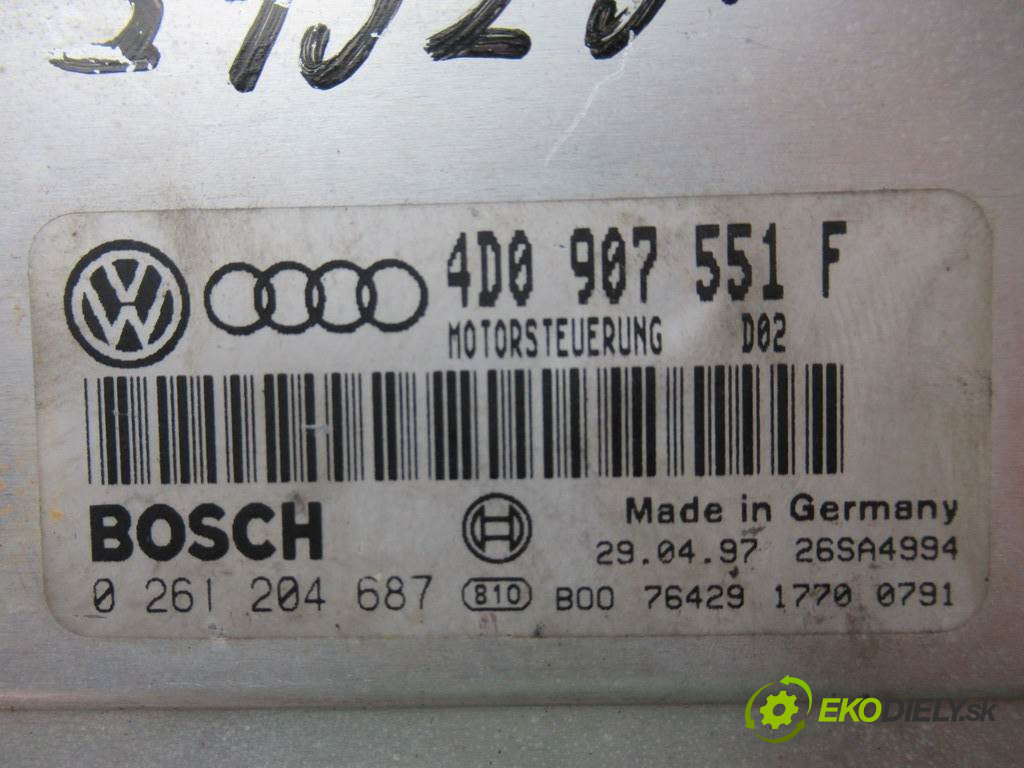 4D0 907 551 F
MOTORSTEUERUNG D02
BOSCH
Made in Germany
29.04.97 26SA4994
0 261 204 687 810 B00 76429 1770 0791
EKODIELY.sk